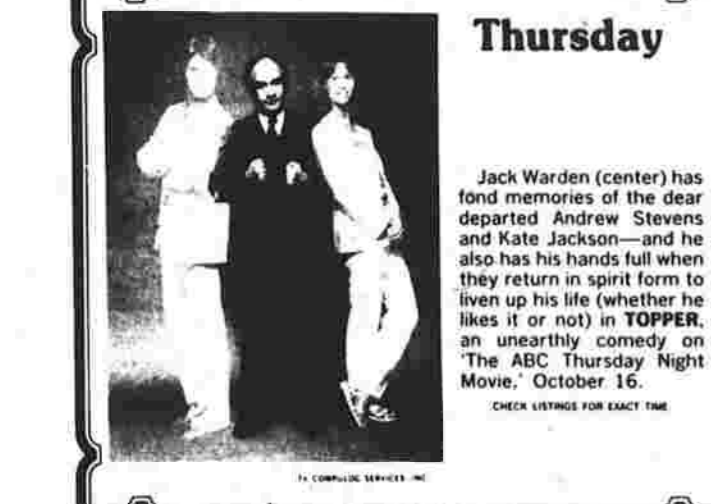 Thursday
Jack Warden (center) has
fond memories of the dear
departed Andrew Stevens
and Kate Jackson—and he
also has his hands full when
they return in spirit form to
liven up his life (whether he
likes it or not) in TOPPER,
an unearthly comedy on
'The ABC Thursday Night
Movie,' October 16.
CHECK LISTINGS FOR EXACT TIME
COMPULOG SERVICES INC